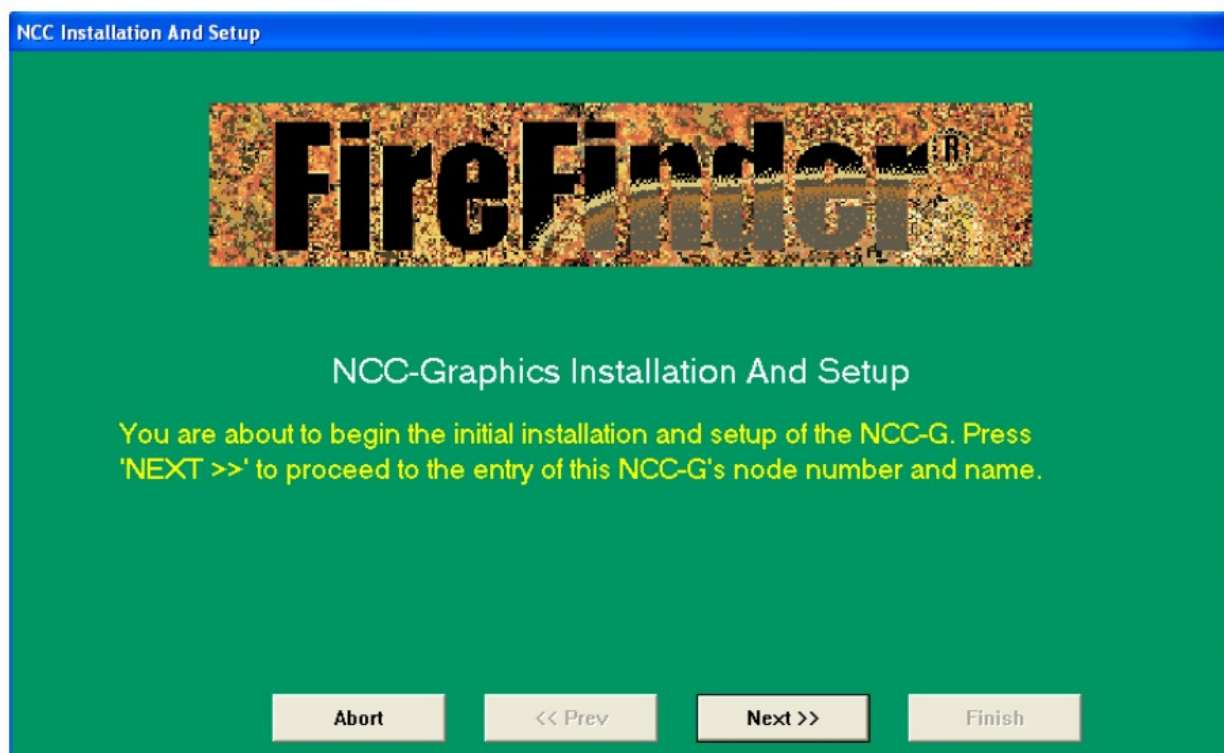 NCC Installation And Setup
FireFinder®
NCC-Graphics Installation And Setup
You are about to begin the initial installation and setup of the NCC-G. Press
'NEXT >>' to proceed to the entry of this NCC-G's node number and name.
Abort
<< Prev
Next >>
Finish